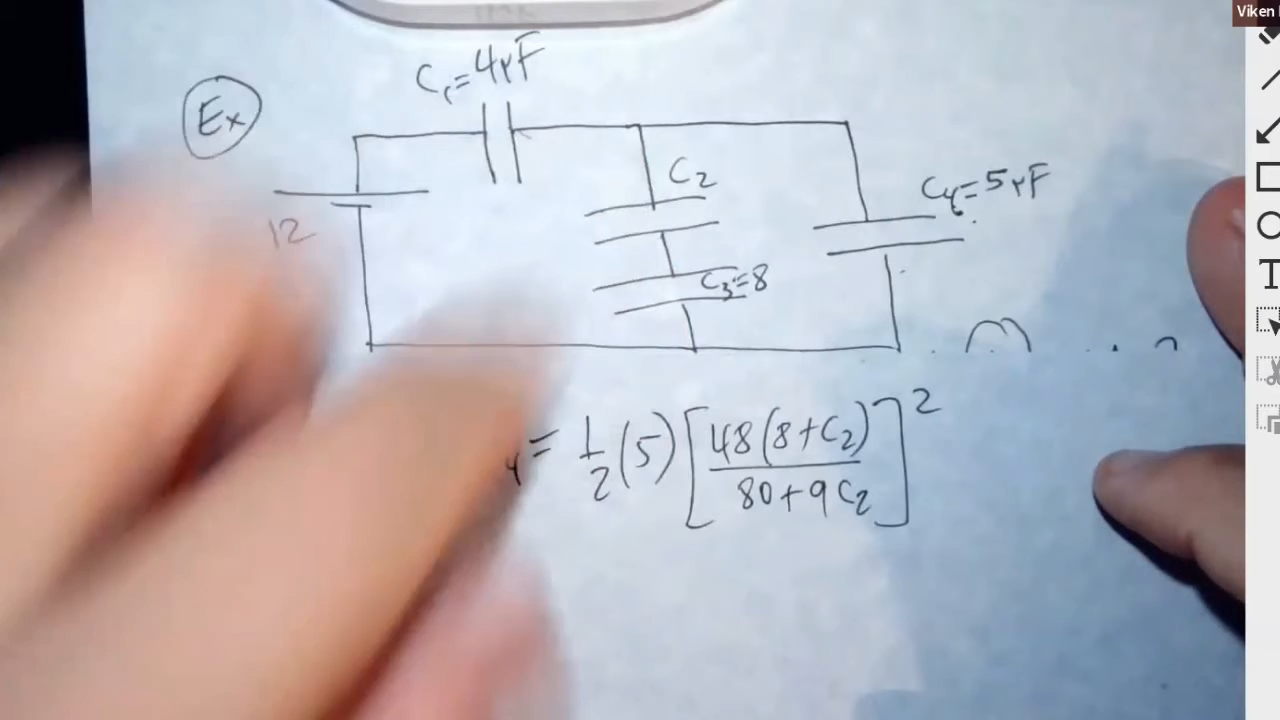 Viken
C₁=4μF
Ex
C₂
C₄=5μF
12
C₃=8
T
₄ = 1/2 (5) [48(8+C₂) / 80+9C₂]²